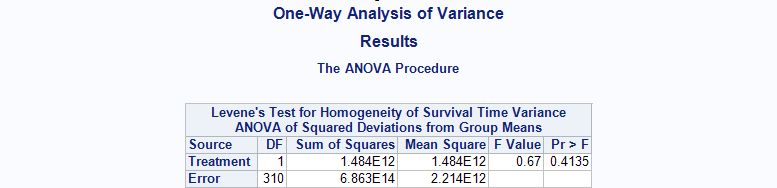 One-Way Analysis of Variance
Results
The ANOVA Procedure
Levene's Test for Homogeneity of Survival Time Variance
ANOVA of Squared Deviations from Group Means
Source DF Sum of Squares Mean Square F Value Pr > F
Treatment 1 1.484E12 1.484E12 0.67 0.4135
Error 310 6.863E14 2.214E12